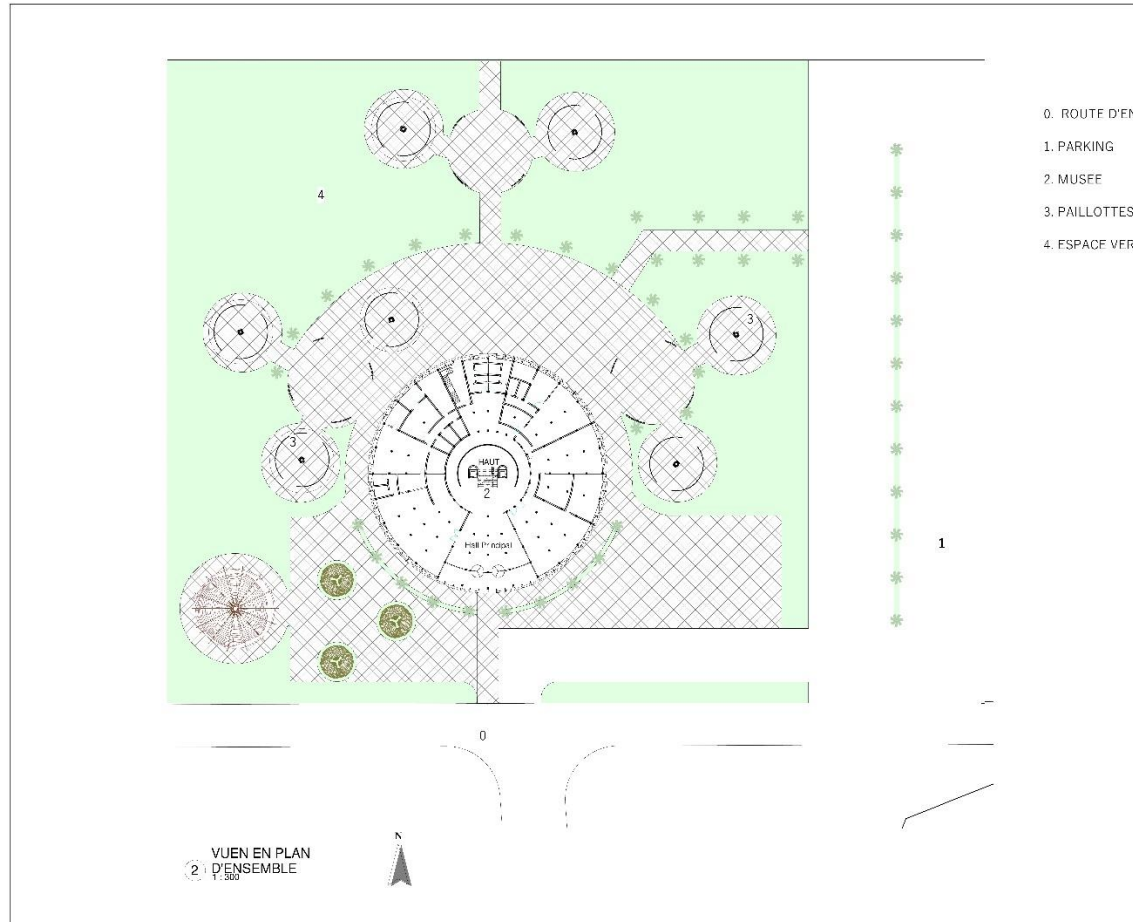 0. ROUTE D'EN
1. PARKING
2. MUSEE
3. PAILLOTTES
4. ESPACE VER
4
3
3
HAUT
2
Hall Principal
1
0
N
2
VUEN EN PLAN
D'ENSEMBLE
1 : 300